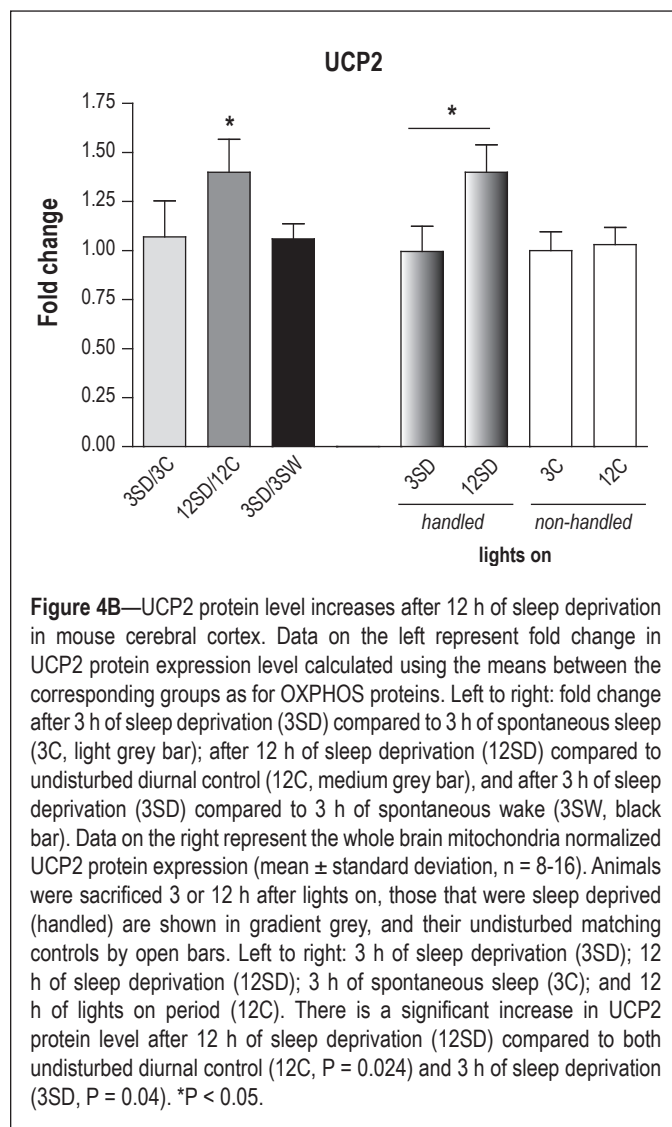 UCP2
*
*
1.75
1.50
1.25
1.00
0.75
0.50
0.25
0.00
Fold change
3SD/3C
12SD/12C
3SD/3SW
3SD
12SD
3C
12C
handled
non-handled
lights on
Figure 4B—UCP2 protein level increases after 12 h of sleep deprivation
in mouse cerebral cortex. Data on the left represent fold change in
UCP2 protein expression level calculated using the means between the
corresponding groups as for OXPHOS proteins. Left to right: fold change
after 3 h of sleep deprivation (3SD) compared to 3 h of spontaneous sleep
(3C, light grey bar); after 12 h of sleep deprivation (12SD) compared to
undisturbed diurnal control (12C, medium grey bar), and after 3 h of sleep
deprivation (3SD) compared to 3 h of spontaneous wake (3SW, black
bar). Data on the right represent the whole brain mitochondria normalized
UCP2 protein expression (mean ± standard deviation, n = 8-16). Animals
were sacrificed 3 or 12 h after lights on, those that were sleep deprived
(handled) are shown in gradient grey, and their undisturbed matching
controls by open bars. Left to right: 3 h of sleep deprivation (3SD); 12
h of sleep deprivation (12SD); 3 h of spontaneous sleep (3C); and 12
h of lights on period (12C). There is a significant increase in UCP2
protein level after 12 h of sleep deprivation (12SD) compared to both
undisturbed diurnal control (12C, P = 0.024) and 3 h of sleep deprivation
(3SD, P = 0.04). *P < 0.05.